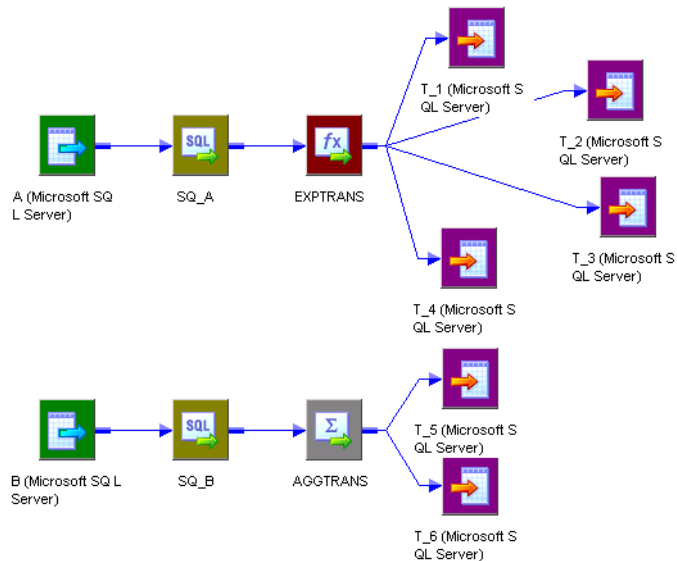 T_1 (Microsoft S
QL Server)
T_2 (Microsoft S
QL Server)
SQL
fx
A (Microsoft SQ
L Server)
SQ_A
EXPTRANS
T_3 (Microsoft S
QL Server)
T_4 (Microsoft S
QL Server)
SQL
Σ
T_5 (Microsoft S
QL Server)
B (Microsoft SQ L
Server)
SQ_B
AGGTRANS
T_6 (Microsoft S
QL Server)